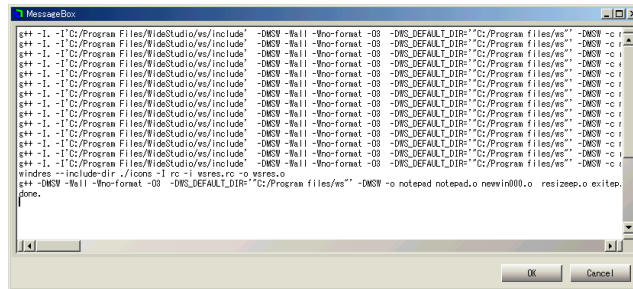 MessageBox
g++ -I. -I'C:/Program Files/WideStudio/ws/include' -DMSW -Wall -Wno-format -O3 -DWS_DEFAULT_DIR='"C:/Program files/ws"' -DMSW -c
g++ -I. -I'C:/Program Files/WideStudio/ws/include' -DMSW -Wall -Wno-format -O3 -DWS_DEFAULT_DIR='"C:/Program files/ws"' -DMSW -c
g++ -I. -I'C:/Program Files/WideStudio/ws/include' -DMSW -Wall -Wno-format -O3 -DWS_DEFAULT_DIR='"C:/Program files/ws"' -DMSW -c
g++ -I. -I'C:/Program Files/WideStudio/ws/include' -DMSW -Wall -Wno-format -O3 -DWS_DEFAULT_DIR='"C:/Program files/ws"' -DMSW -c
g++ -I. -I'C:/Program Files/WideStudio/ws/include' -DMSW -Wall -Wno-format -O3 -DWS_DEFAULT_DIR='"C:/Program files/ws"' -DMSW -c
g++ -I. -I'C:/Program Files/WideStudio/ws/include' -DMSW -Wall -Wno-format -O3 -DWS_DEFAULT_DIR='"C:/Program files/ws"' -DMSW -c
g++ -I. -I'C:/Program Files/WideStudio/ws/include' -DMSW -Wall -Wno-format -O3 -DWS_DEFAULT_DIR='"C:/Program files/ws"' -DMSW -c
g++ -I. -I'C:/Program Files/WideStudio/ws/include' -DMSW -Wall -Wno-format -O3 -DWS_DEFAULT_DIR='"C:/Program files/ws"' -DMSW -c
g++ -I. -I'C:/Program Files/WideStudio/ws/include' -DMSW -Wall -Wno-format -O3 -DWS_DEFAULT_DIR='"C:/Program files/ws"' -DMSW -c
g++ -I. -I'C:/Program Files/WideStudio/ws/include' -DMSW -Wall -Wno-format -O3 -DWS_DEFAULT_DIR='"C:/Program files/ws"' -DMSW -c
g++ -I. -I'C:/Program Files/WideStudio/ws/include' -DMSW -Wall -Wno-format -O3 -DWS_DEFAULT_DIR='"C:/Program files/ws"' -DMSW -c
g++ -I. -I'C:/Program Files/WideStudio/ws/include' -DMSW -Wall -Wno-format -O3 -DWS_DEFAULT_DIR='"C:/Program files/ws"' -DMSW -c
g++ -I. -I'C:/Program Files/WideStudio/ws/include' -DMSW -Wall -Wno-format -O3 -DWS_DEFAULT_DIR='"C:/Program files/ws"' -DMSW -c
g++ -I. -I'C:/Program Files/WideStudio/ws/include' -DMSW -Wall -Wno-format -O3 -DWS_DEFAULT_DIR='"C:/Program files/ws"' -DMSW -c
windres --include-dir ./icons -I rc -i wsres.rc -o wsres.o
g++ -DMSW -Wall -Wno-format -O3 -DWS_DEFAULT_DIR='"C:/Program files/ws"' -DMSW -o notepad notepad.o newwin000.o resizeep.o exitep.
done.
OK
Cancel